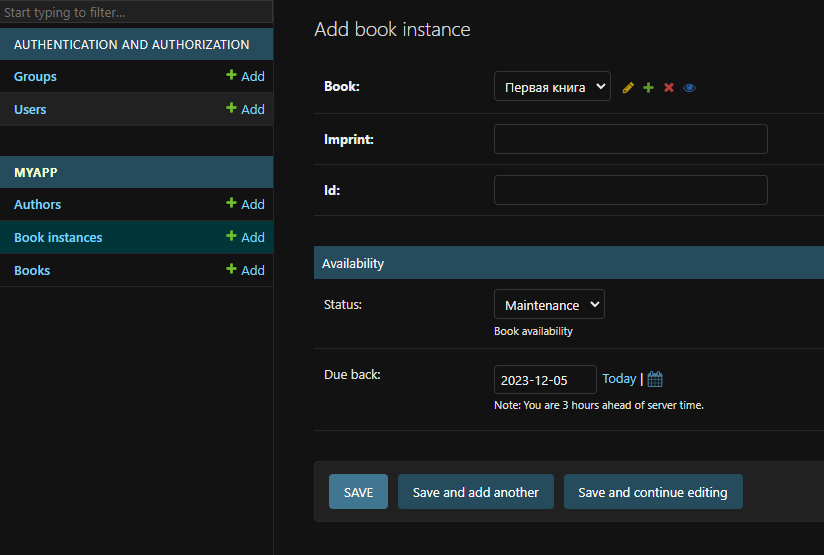 Start typing to filter...
AUTHENTICATION AND AUTHORIZATION
Groups Add
Users Add
MYAPP
Authors Add
Book instances Add
Books Add
Add book instance
Book: Первая книга
Imprint:
Id:
Availability
Status: Maintenance
Book availability
Due back: 2023-12-05 Today |
Note: You are 3 hours ahead of server time.
SAVE Save and add another Save and continue editing